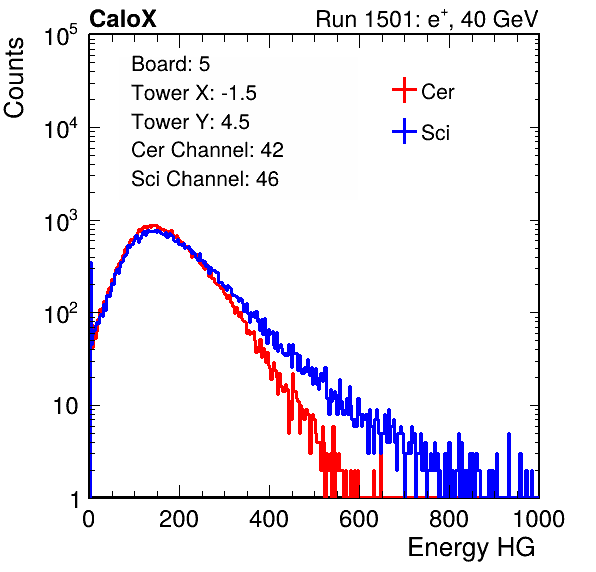 CaloX Run 1501: e⁺, 40 GeV
Counts
10⁵
10⁴
10³
10²
10
1
Board: 5
Tower X: -1.5
Tower Y: 4.5
Cer Channel: 42
Sci Channel: 46
Cer
Sci
0 200 400 600 800 1000
Energy HG